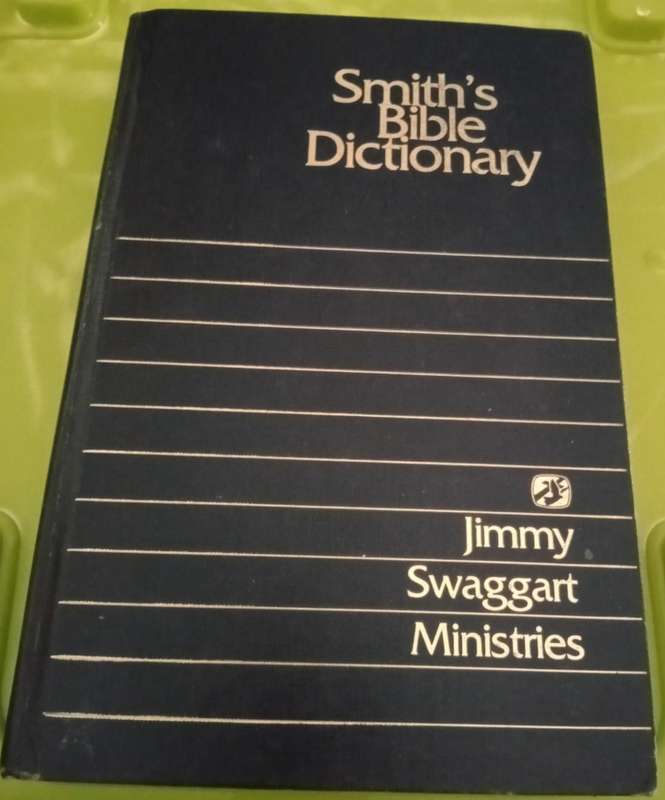 Smith's
Bible
Dictionary
Jimmy
Swaggart
Ministries